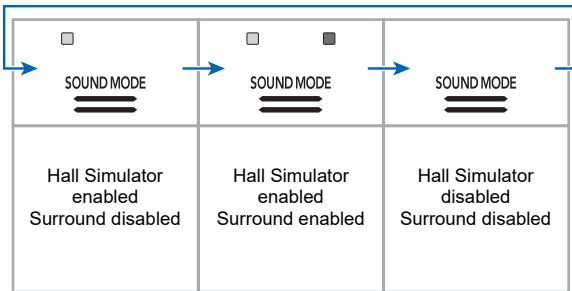 SOUND MODE
SOUND MODE
SOUND MODE
Hall Simulator
enabled
Surround disabled
Hall Simulator
enabled
Surround enabled
Hall Simulator
disabled
Surround disabled